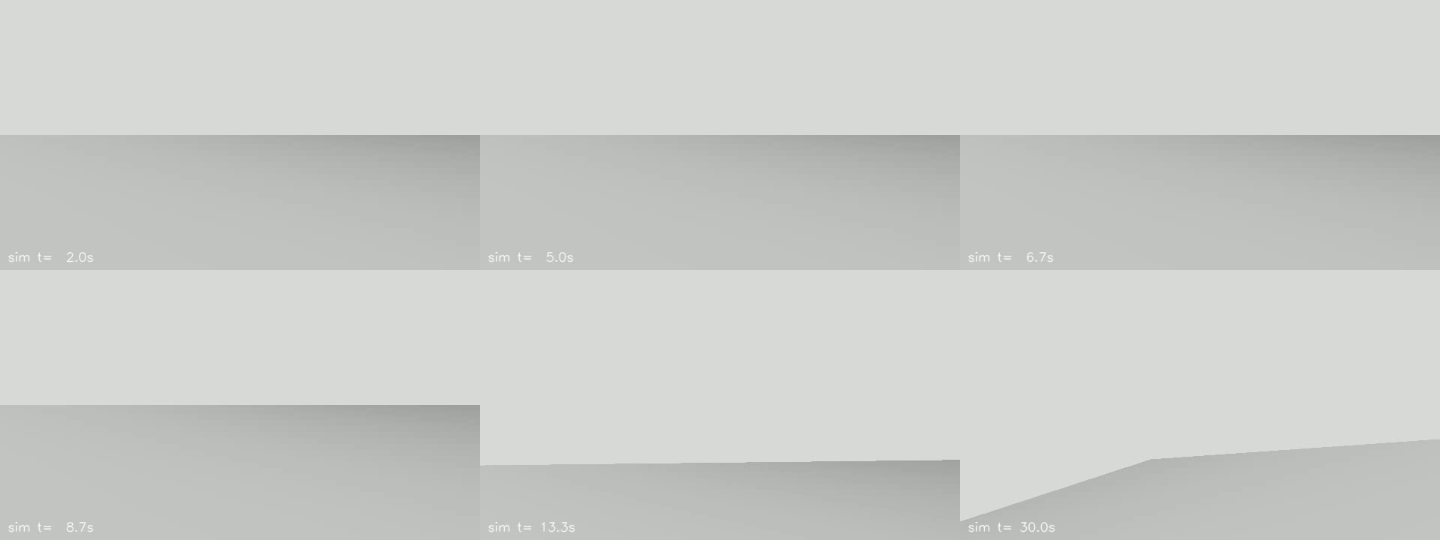 sim t=  2.0s
sim t=  5.0s
sim t=  6.7s
sim t=  8.7s
sim t= 13.3s
sim t= 30.0s